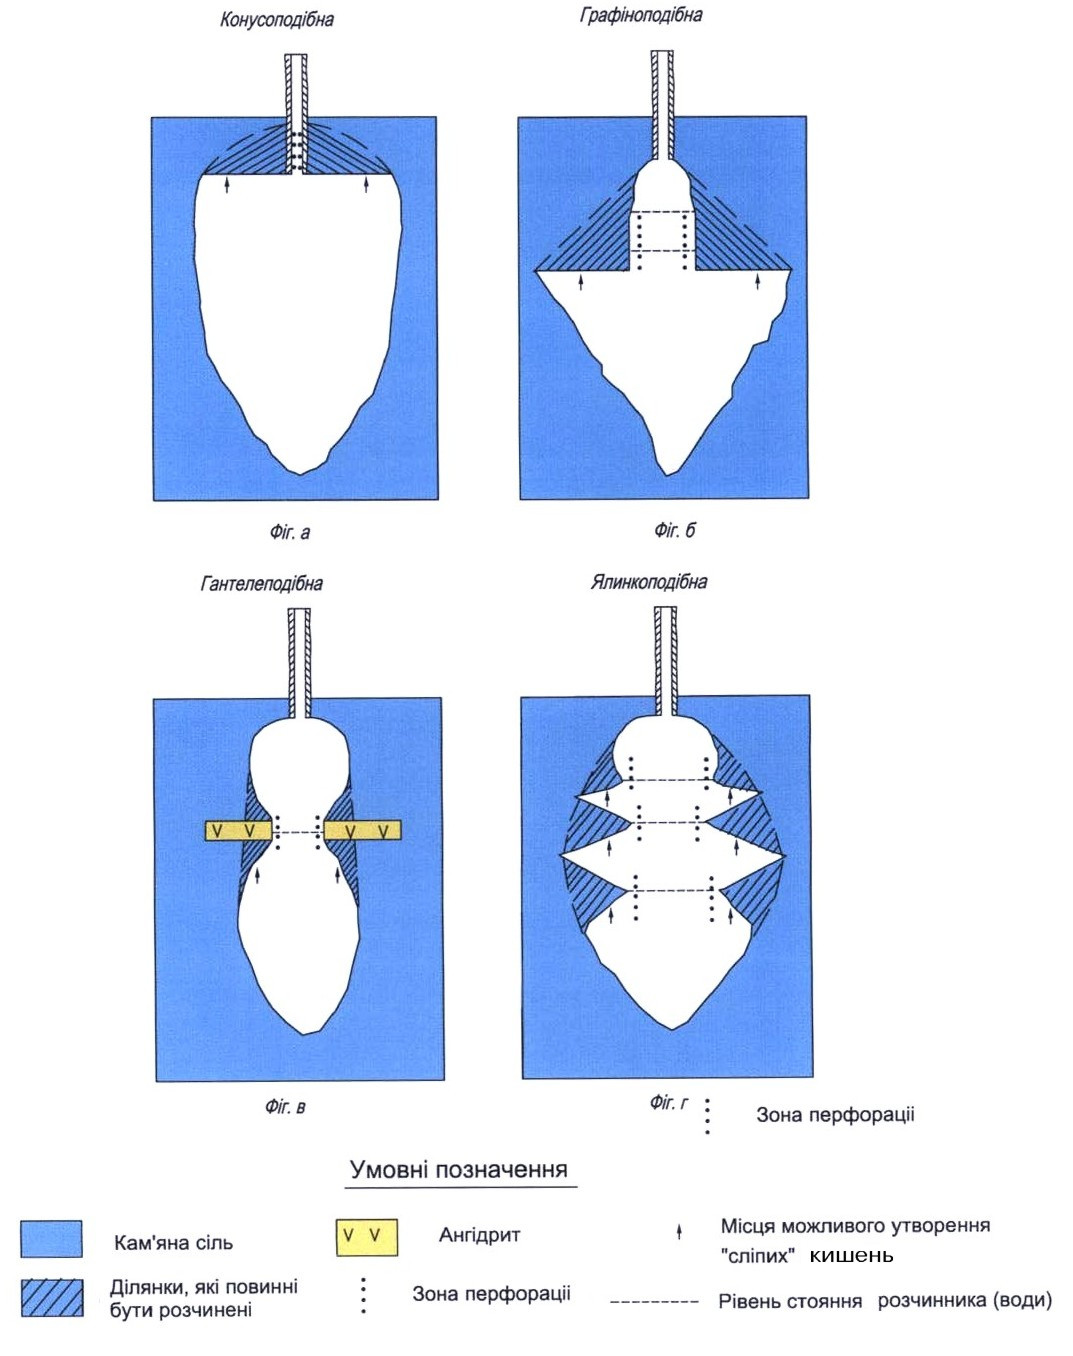 Конусоподібна
Графіноподібна
Фіг. а
Фіг. б
Гантелеподібна
Ялинкоподібна
V V V V
Фіг. в
Фіг. г
Зона перфорації
Умовні позначення
Кам'яна сіль
V V
Ангідрит
Місця можливого утворення
"сліпих" кишень
Ділянки, які повинні
бути розчинені
Зона перфорації
Рівень стояння розчинника (води)